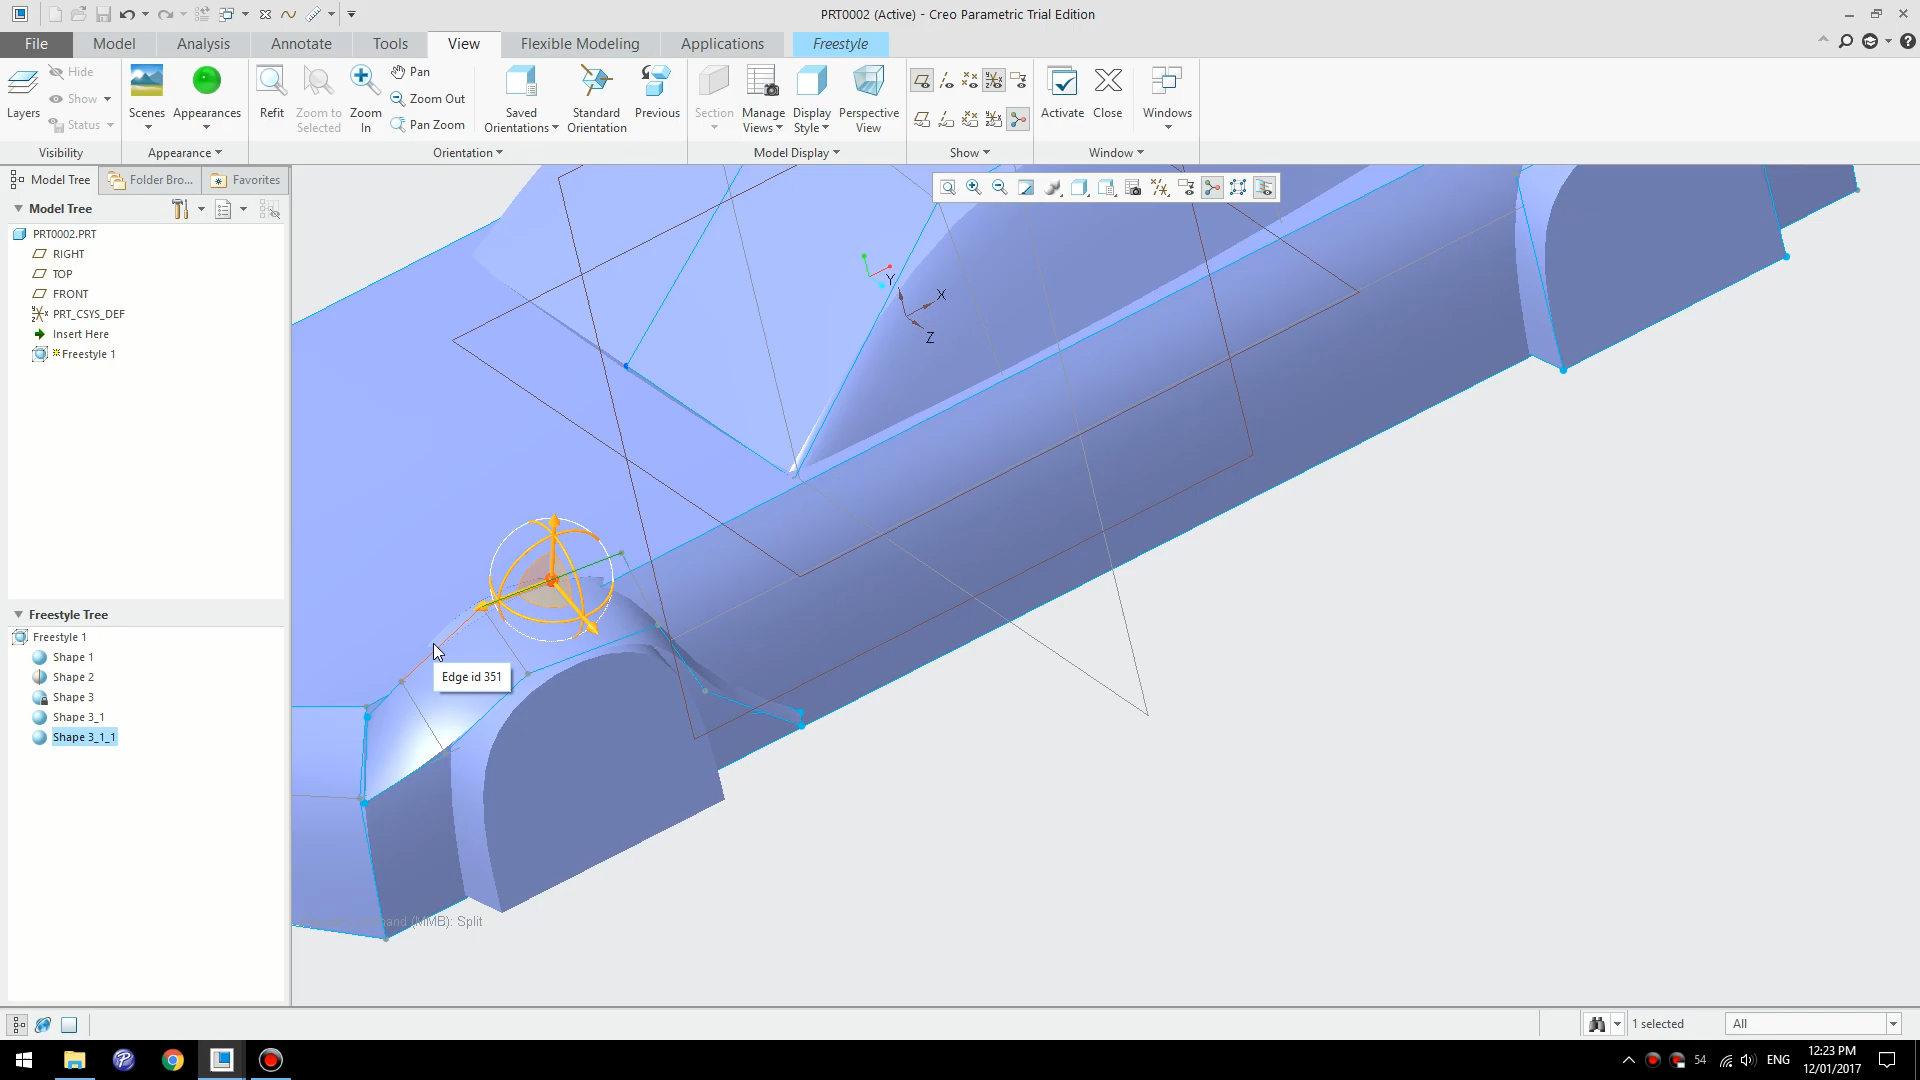 PRT0002 (Active) - Creo Parametric Trial Edition
File Model Analysis Annotate Tools View Flexible Modeling Applications Freestyle
Hide
Show
Status
Layers
Scenes
Appearances
Refit
Zoom to
Selected
Zoom
In
Pan
Zoom Out
Pan Zoom
Saved
Orientations
Standard
Orientation
Previous
Section
Manage
Views
Display
Style
Perspective
View
Activate
Close
Windows
Visibility Appearance Orientation Model Display Show Window
Model Tree Folder Bro... Favorites
Model Tree
PRT0002.PRT
RIGHT
TOP
FRONT
PRT_CSYS_DEF
Insert Here
Freestyle 1
Freestyle Tree
Freestyle 1
Shape 1
Shape 2
Shape 3
Shape 3_1
Shape 3_1_1
Y
X
Z
Edge id 351
(MMB): Split
1 selected
All
54 ENG
12:23 PM
12/01/2017